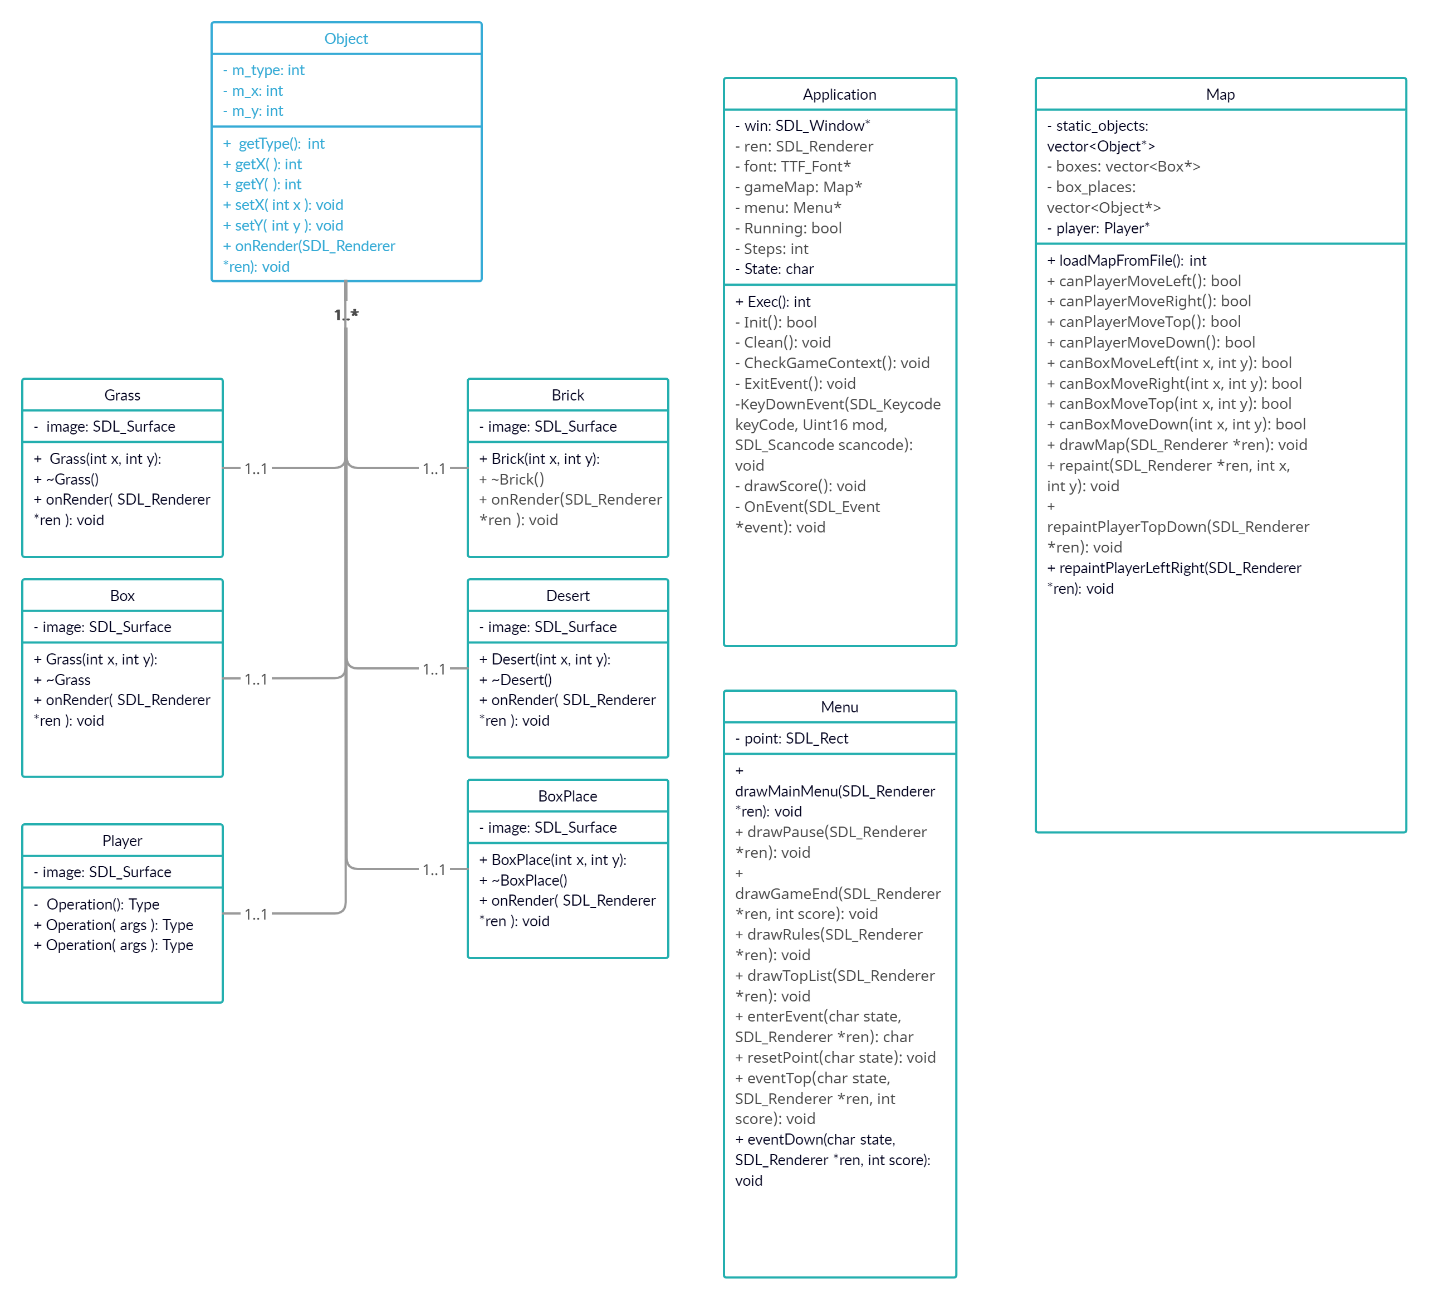 Object
- m_type: int
- m_x: int
- m_y: int
+  getType():  int
+ getX( ): int
+ getY( ): int
+ setX( int x ): void
+ setY( int y ): void
+ onRender(SDL_Renderer
*ren): void
1..*
Grass
-  image: SDL_Surface
+  Grass(int x, int y):
+ ~Grass()
+ onRender( SDL_Renderer
*ren ): void
1..1
Brick
- image: SDL_Surface
+ Brick(int x, int y):
+ ~Brick()
+ onRender(SDL_Renderer
*ren ): void
1..1
Box
- image: SDL_Surface
+ Grass(int x, int y):
+ ~Grass
+ onRender( SDL_Renderer
*ren ): void
1..1
Desert
- image: SDL_Surface
+ Desert(int x, int y):
+ ~Desert()
+ onRender( SDL_Renderer
*ren ): void
1..1
Player
- image: SDL_Surface
-  Operation(): Type
+ Operation( args ): Type
+ Operation( args ): Type
1..1
BoxPlace
- image: SDL_Surface
+ BoxPlace(int x, int y):
+ ~BoxPlace()
+ onRender( SDL_Renderer
*ren ): void
1..1
Application
- win: SDL_Window*
- ren: SDL_Renderer
- font: TTF_Font*
- gameMap: Map*
- menu: Menu*
- Running: bool
- Steps: int
- State: char
+ Exec(): int
- Init(): bool
- Clean(): void
- CheckGameContext(): void
- ExitEvent(): void
-KeyDownEvent(SDL_Keycode
keyCode, Uint16 mod,
SDL_Scancode scancode):
void
- drawScore(): void
- OnEvent(SDL_Event
*event): void
Menu
- point: SDL_Rect
+
drawMainMenu(SDL_Renderer
*ren): void
+ drawPause(SDL_Renderer
*ren): void
+
drawGameEnd(SDL_Renderer
*ren, int score): void
+ drawRules(SDL_Renderer
*ren): void
+ drawTopList(SDL_Renderer
*ren): void
+ enterEvent(char state,
SDL_Renderer *ren): char
+ resetPoint(char state): void
+ eventTop(char state,
SDL_Renderer *ren, int
score): void
+ eventDown(char state,
SDL_Renderer *ren, int score):
void
Map
- static_objects:
vector<Object*>
- boxes: vector<Box*>
- box_places:
vector<Object*>
- player: Player*
+ loadMapFromFile(): int
+ canPlayerMoveLeft(): bool
+ canPlayerMoveRight(): bool
+ canPlayerMoveTop(): bool
+ canPlayerMoveDown(): bool
+ canBoxMoveLeft(int x, int y): bool
+ canBoxMoveRight(int x, int y): bool
+ canBoxMoveTop(int x, int y): bool
+ canBoxMoveDown(int x, int y): bool
+ drawMap(SDL_Renderer *ren): void
+ repaint(SDL_Renderer *ren, int x,
int y): void
+
repaintPlayerTopDown(SDL_Renderer
*ren): void
+ repaintPlayerLeftRight(SDL_Renderer
*ren): void